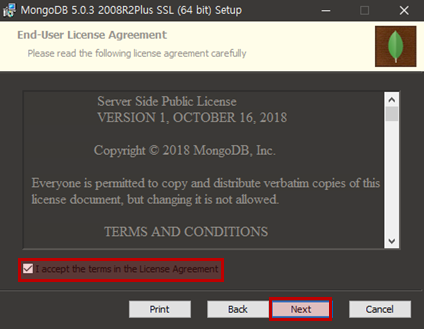 MongoDB 5.0.3 2008R2Plus SSL (64 bit) Setup
End-User License Agreement
Please read the following license agreement carefully
Server Side Public License
VERSION 1, OCTOBER 16, 2018
Copyright © 2018 MongoDB, Inc.
Everyone is permitted to copy and distribute verbatim copies of this
license document, but changing it is not allowed.
TERMS AND CONDITIONS
I accept the terms in the License Agreement
Print Back Next Cancel